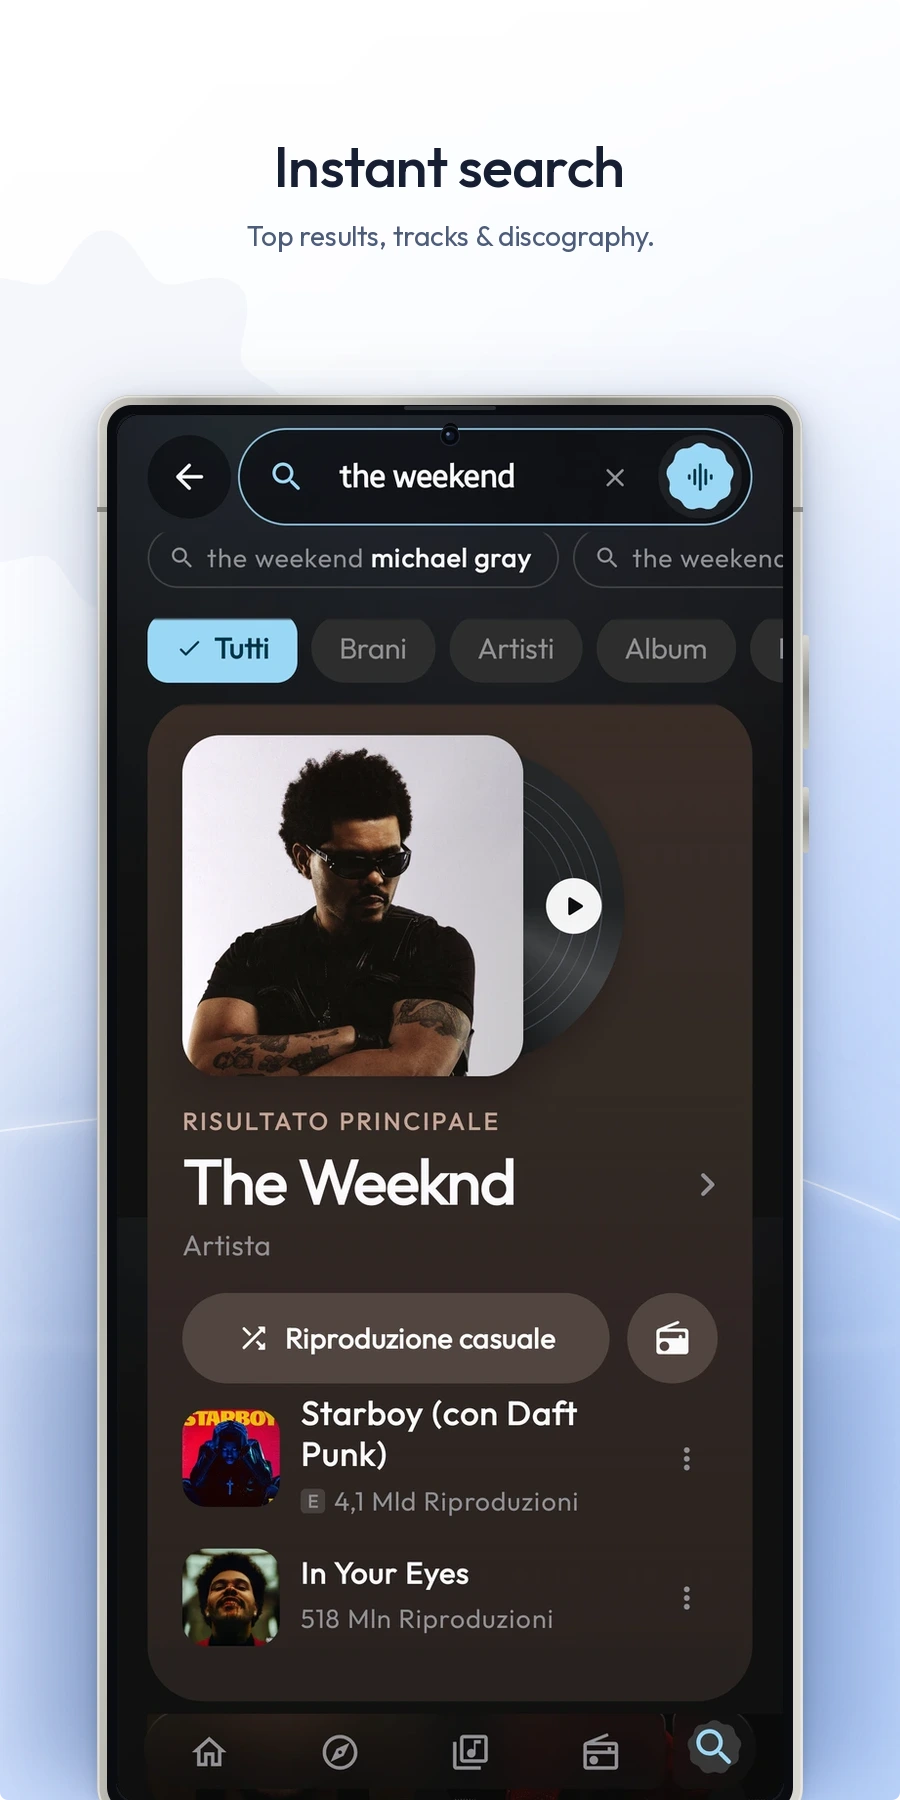 Instant search
Top results, tracks & discography.
the weekend
the weekend michael gray
the weekend
Tutti
Brani
Artisti
Album
RISULTATO PRINCIPALE
The Weeknd
Artista
Riproduzione casuale
STARBOY
Starboy (con Daft
Punk)
E 4,1 Mld Riproduzioni
In Your Eyes
518 Mln Riproduzioni